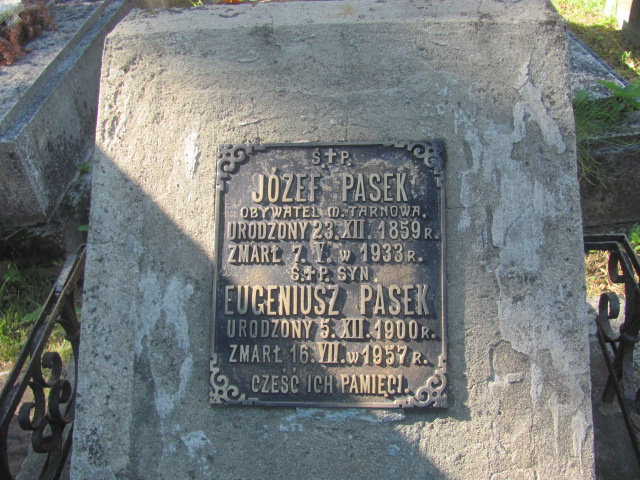 Ś✝P.
JÓZEF PASEK
OBYWATEL M. TARNOWA.
URODZONY 23. XII. 1859 R.
ZMARŁ 7. V. W 1933 R.
Ś✝P. SYN.
EUGENIUSZ PASEK
URODZONY 5. XII. 1900 R.
ZMARŁ 16. VII. W 1957 R.
CZEŚĆ ICH PAMIĘCI.